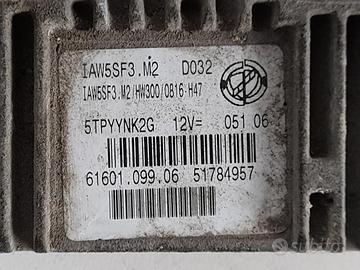 IAW5SF3.M2 D032
IAW5SF3.M2/HW300/0816-H47
5TPYYNK2G 12V= 051 06
61601.099.06 51784957
subito